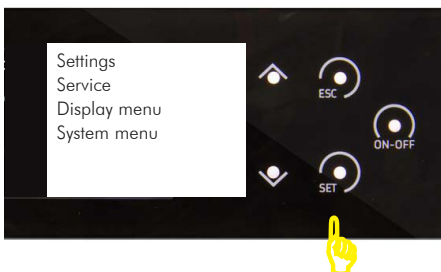 Settings
Service
Display menu
System menu
ESC
ON-OFF
SET